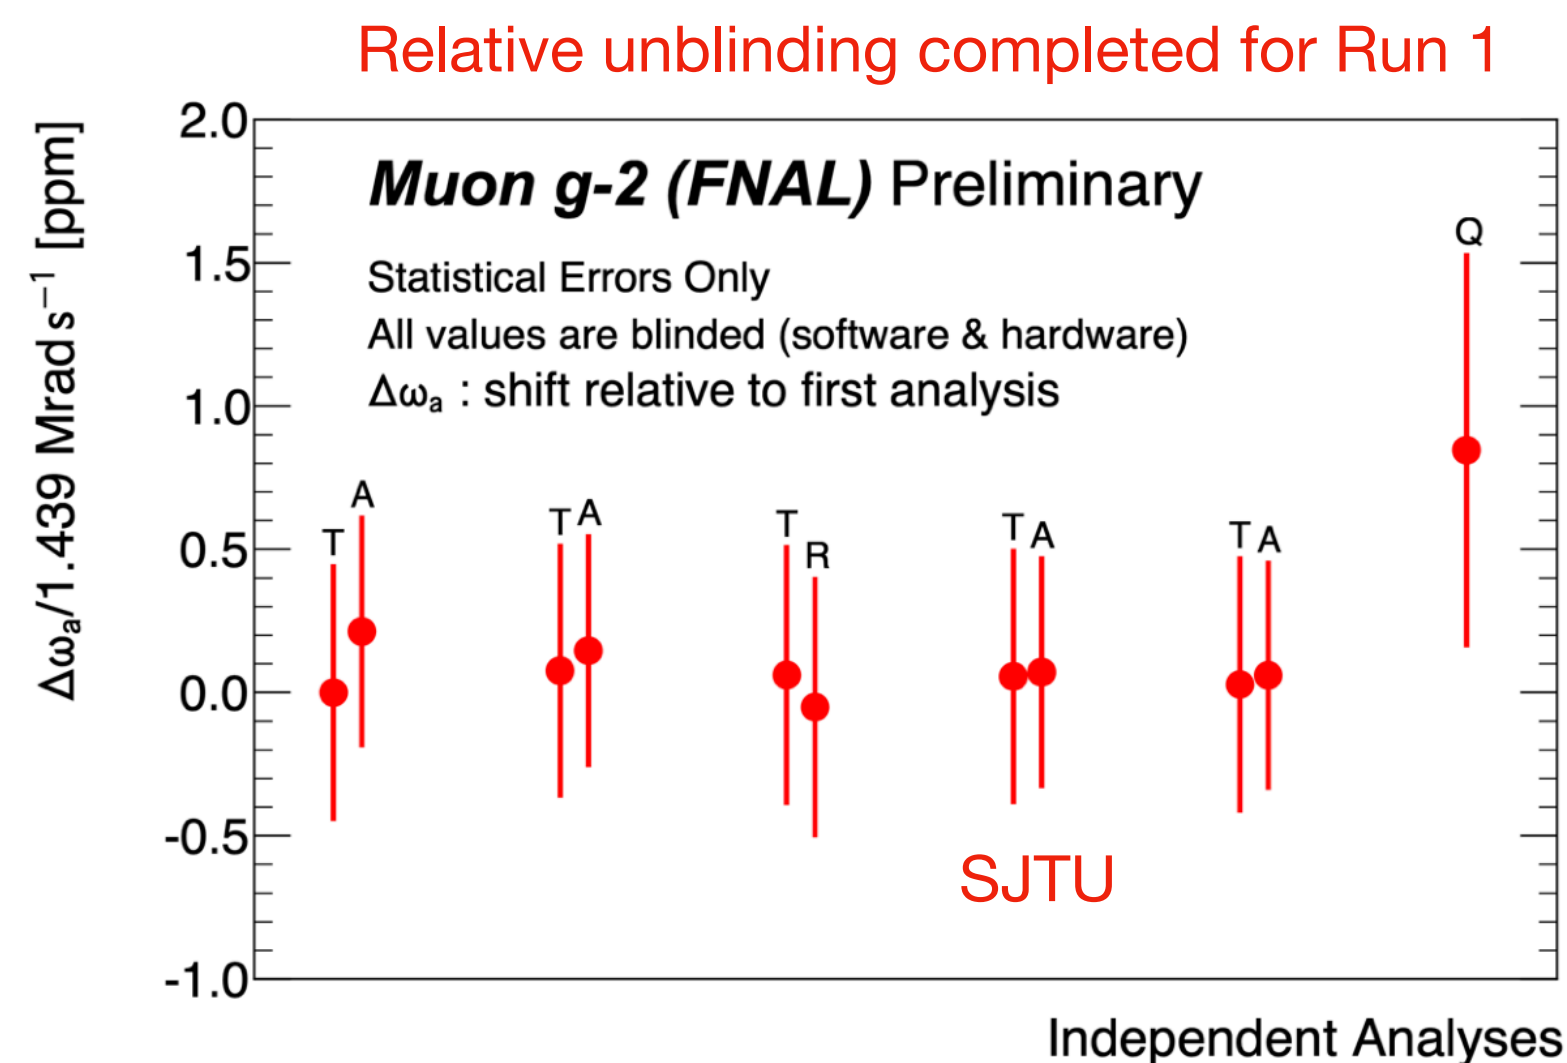 Relative unblinding completed for Run 1
Δωₐ/1.439 Mrad s⁻¹ [ppm]
2.0
1.5
1.0
0.5
0.0
-0.5
-1.0
Muon g-2 (FNAL) Preliminary
Statistical Errors Only
All values are blinded (software & hardware)
Δωₐ : shift relative to first analysis
T A
T A
T R
T A
T A
Q
SJTU
Independent Analyses